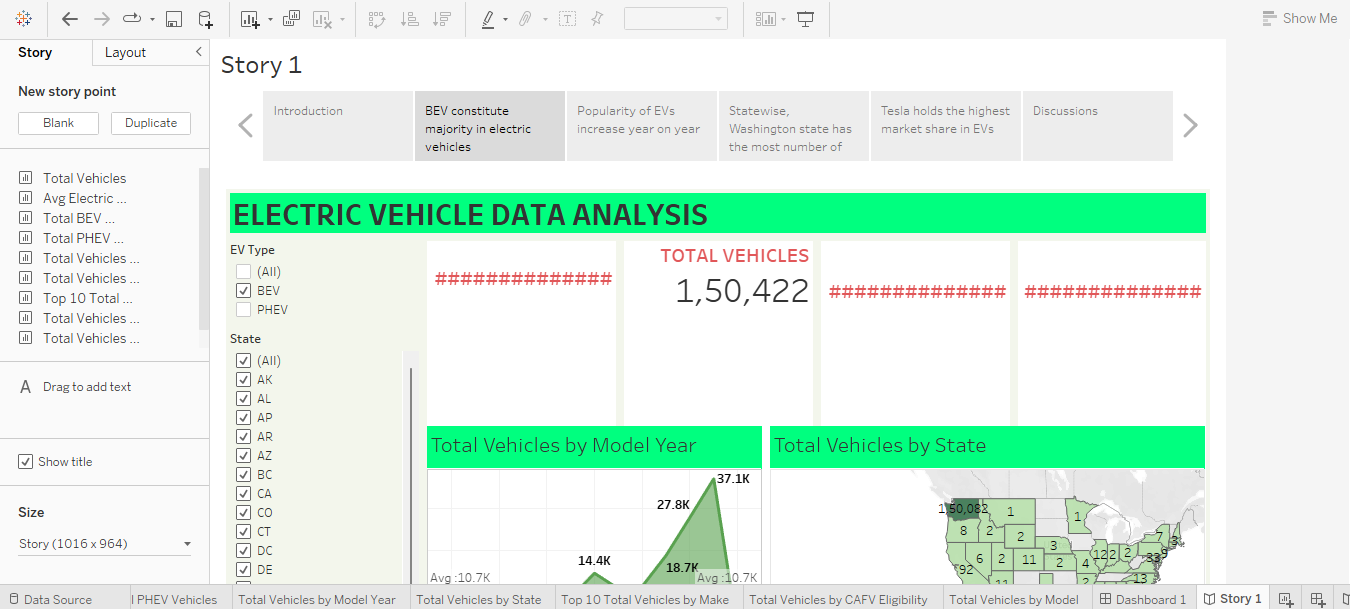 Show Me
Story
Layout
New story point
Blank
Duplicate
Total Vehicles
Avg Electric ...
Total BEV ...
Total PHEV ...
Total Vehicles ...
Total Vehicles ...
Top 10 Total ...
Total Vehicles ...
Total Vehicles ...
A Drag to add text
Show title
Size
Story (1016 x 964)
Story 1
Introduction
BEV constitute
majority in electric
vehicles
Popularity of EVs
increase year on year
Statewise,
Washington state has
the most number of
Tesla holds the highest
market share in EVs
Discussions
ELECTRIC VEHICLE DATA ANALYSIS
EV Type
(All)
BEV
PHEV
State
(All)
AK
AL
AP
AR
AZ
BC
CA
CO
CT
DC
DE
##############
TOTAL VEHICLES
1,50,422
##############
##############
Total Vehicles by Model Year
37.1K
27.8K
14.4K
18.7K
Avg :10.7K
Avg :10.7K
Total Vehicles by State
1,50,082
1
1
8
2
2
3
7
3
6
2
11
2
4
1
2
2
2
339
92
13
11
2
Data Source
l PHEV Vehicles
Total Vehicles by Model Year
Total Vehicles by State
Top 10 Total Vehicles by Make
Total Vehicles by CAFV Eligibility
Total Vehicles by Model
Dashboard 1
Story 1